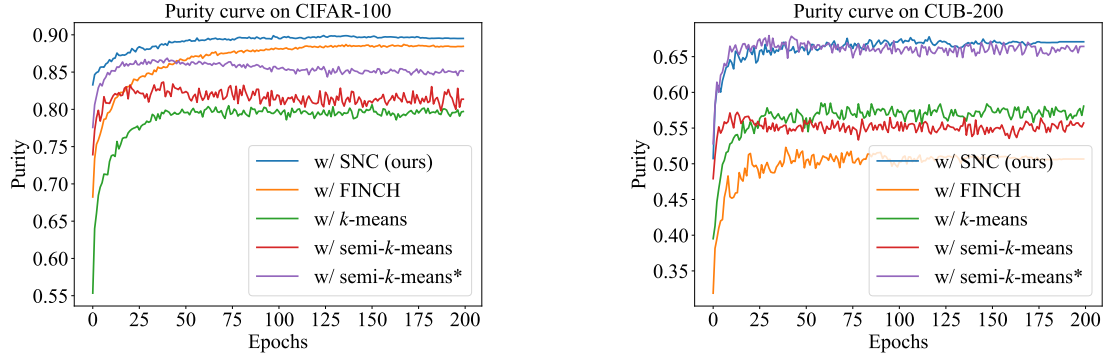 Purity curve on CIFAR-100
0.90
0.85
0.80
0.75
0.70
0.65
0.60
0.55
Purity
w/ SNC (ours)
w/ FINCH
w/ k-means
w/ semi-k-means
w/ semi-k-means*
0 25 50 75 100 125 150 175 200
Epochs
Purity curve on CUB-200
0.65
0.60
0.55
0.50
0.45
0.40
0.35
Purity
w/ SNC (ours)
w/ FINCH
w/ k-means
w/ semi-k-means
w/ semi-k-means*
0 25 50 75 100 125 150 175 200
Epochs